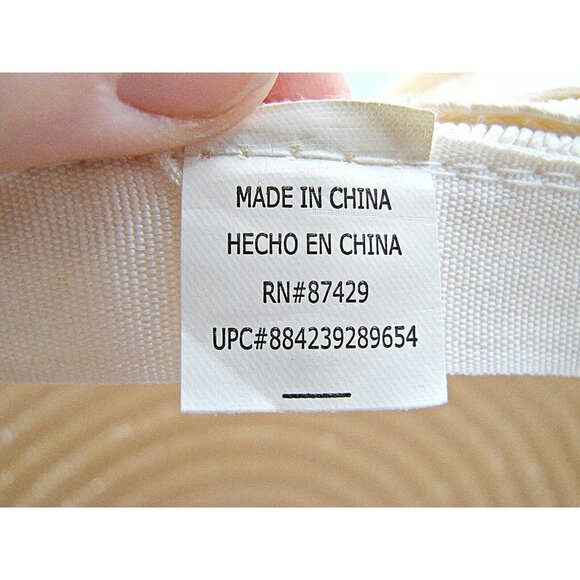 MADE IN CHINA
HECHO EN CHINA
RN#87429
UPC#884239289654